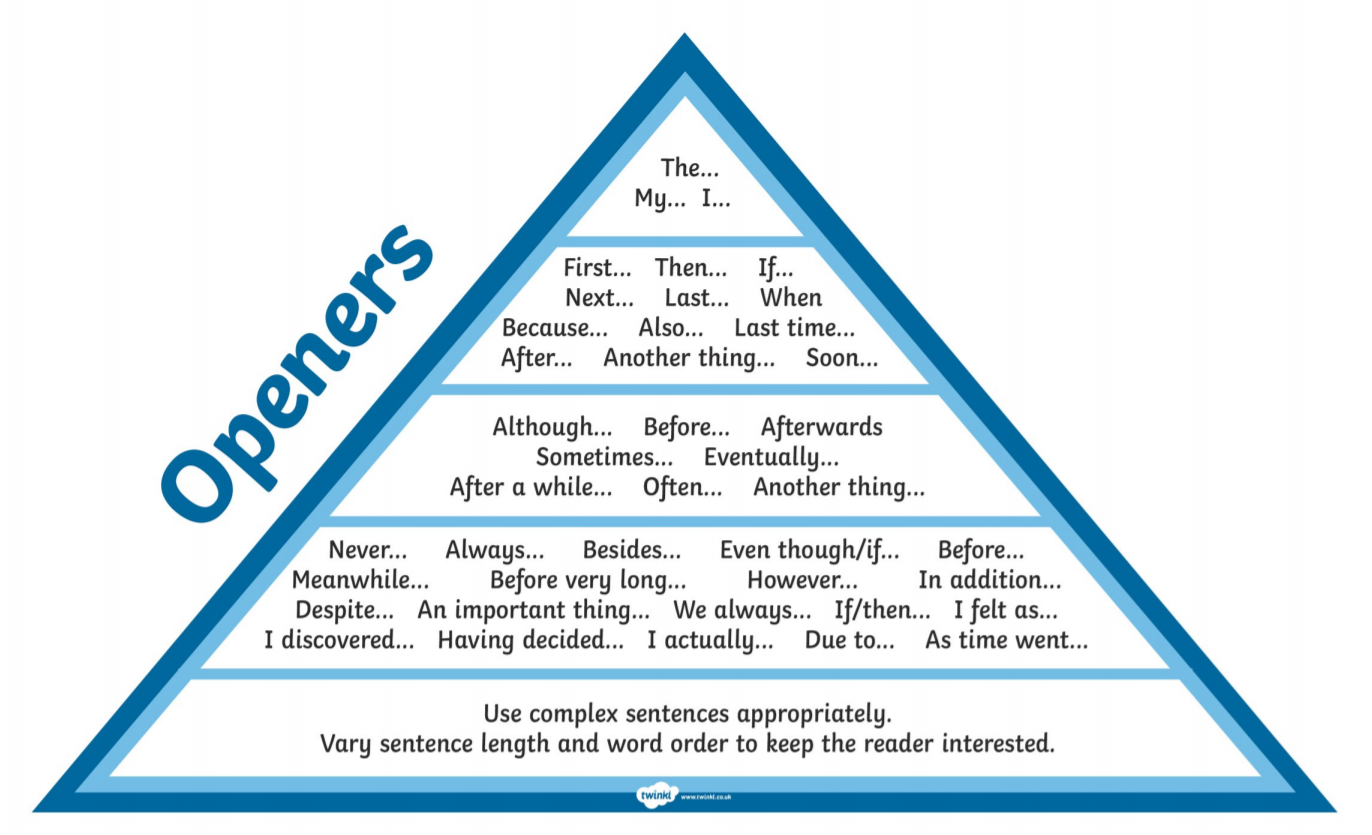 Openers
The...
My... I...
First... Then... If...
Next... Last... When
Because... Also... Last time...
After... Another thing... Soon...
Although... Before... Afterwards
Sometimes... Eventually...
After a while... Often... Another thing...
Never... Always... Besides... Even though/if... Before...
Meanwhile... Before very long... However... In addition...
Despite... An important thing... We always... If/then... I felt as...
I discovered... Having decided... I actually... Due to... As time went...
Use complex sentences appropriately.
Vary sentence length and word order to keep the reader interested.
twinkl www.twinkl.co.uk